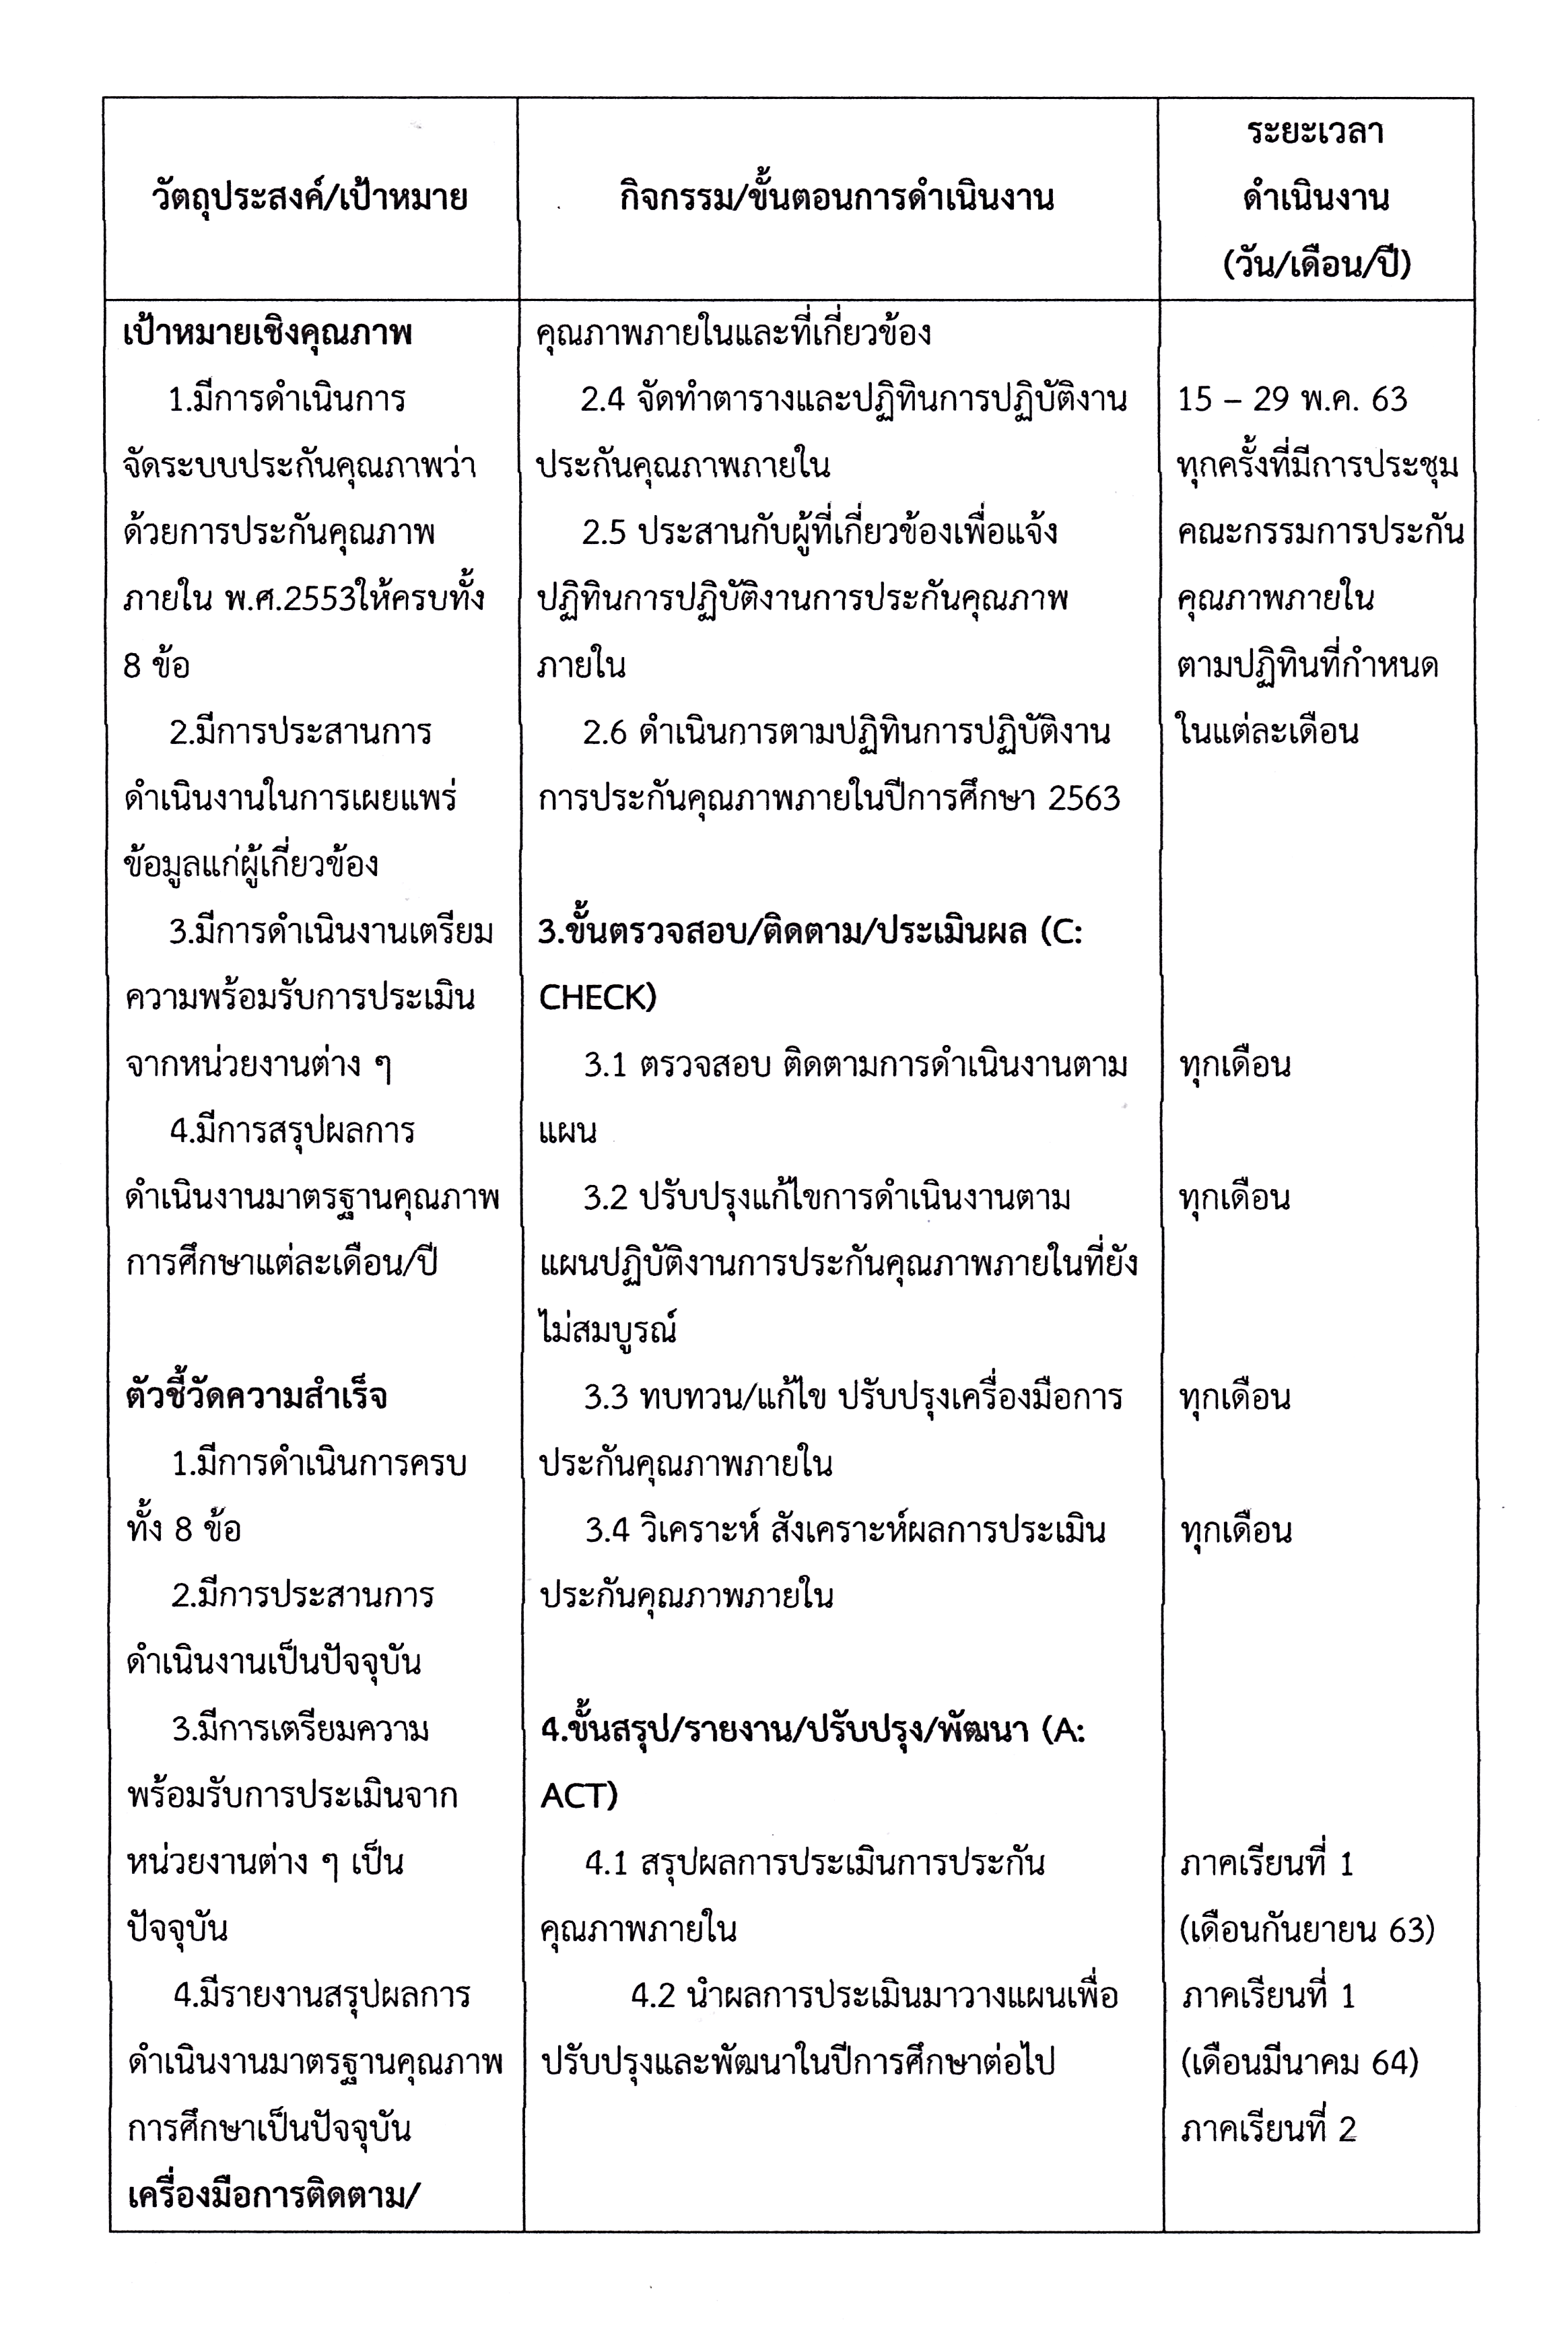 วัตถุประสงค์/เป้าหมาย
กิจกรรม/ขั้นตอนการดำเนินงาน
ระยะเวลา
ดำเนินงาน
(วัน/เดือน/ปี)
เป้าหมายเชิงคุณภาพ
1.มีการดำเนินการ
จัดระบบประกันคุณภาพว่า
ด้วยการประกันคุณภาพ
ภายใน พ.ศ.2553ให้ครบทั้ง
8 ข้อ
2.มีการประสานการ
ดำเนินงานในการเผยแพร่
ข้อมูลแก่ผู้เกี่ยวข้อง
3.มีการดำเนินงานเตรียม
ความพร้อมรับการประเมิน
จากหน่วยงานต่าง ๆ
4.มีการสรุปผลการ
ดำเนินงานมาตรฐานคุณภาพ
การศึกษาแต่ละเดือน/ปี
ตัวชี้วัดความสำเร็จ
1.มีการดำเนินการครบ
ทั้ง 8 ข้อ
2.มีการประสานการ
ดำเนินงานเป็นปัจจุบัน
3.มีการเตรียมความ
พร้อมรับการประเมินจาก
หน่วยงานต่าง ๆ เป็น
ปัจจุบัน
4.มีรายงานสรุปผลการ
ดำเนินงานมาตรฐานคุณภาพ
การศึกษาเป็นปัจจุบัน
เครื่องมือการติดตาม/
คุณภาพภายในและที่เกี่ยวข้อง
2.4 จัดทำตารางและปฏิทินการปฏิบัติงาน
ประกันคุณภาพภายใน
2.5 ประสานกับผู้ที่เกี่ยวข้องเพื่อแจ้ง
ปฏิทินการปฏิบัติงานการประกันคุณภาพ
ภายใน
2.6 ดำเนินการตามปฏิทินการปฏิบัติงาน
การประกันคุณภาพภายในปีการศึกษา 2563
3.ขั้นตรวจสอบ/ติดตาม/ประเมินผล (C:
CHECK)
3.1 ตรวจสอบ ติดตามการดำเนินงานตาม
แผน
3.2 ปรับปรุงแก้ไขการดำเนินงานตาม
แผนปฏิบัติงานการประกันคุณภาพภายในที่ยัง
ไม่สมบูรณ์
3.3 ทบทวน/แก้ไข ปรับปรุงเครื่องมือการ
ประกันคุณภาพภายใน
3.4 วิเคราะห์ สังเคราะห์ผลการประเมิน
ประกันคุณภาพภายใน
4.ขั้นสรุป/รายงาน/ปรับปรุง/พัฒนา (A:
ACT)
4.1 สรุปผลการประเมินการประกัน
คุณภาพภายใน
4.2 นำผลการประเมินมาวางแผนเพื่อ
ปรับปรุงและพัฒนาในปีการศึกษาต่อไป
15 – 29 พ.ค. 63
ทุกครั้งที่มีการประชุม
คณะกรรมการประกัน
คุณภาพภายใน
ตามปฏิทินที่กำหนด
ในแต่ละเดือน
ทุกเดือน
ทุกเดือน
ทุกเดือน
ทุกเดือน
ภาคเรียนที่ 1
(เดือนกันยายน 63)
ภาคเรียนที่ 1
(เดือนมีนาคม 64)
ภาคเรียนที่ 2